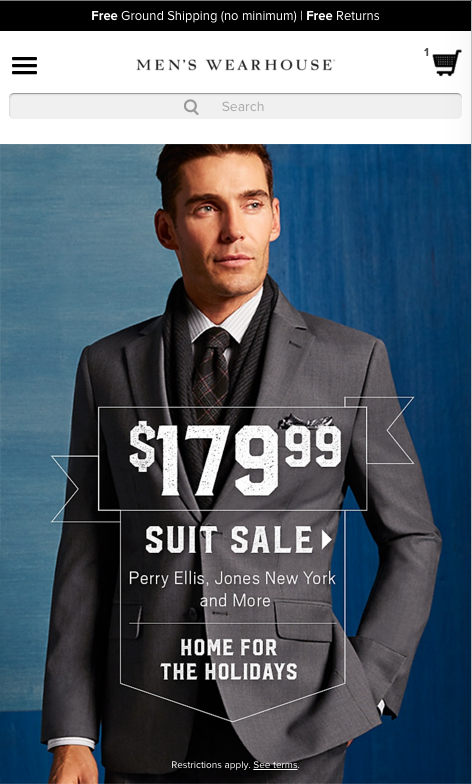 Free Ground Shipping (no minimum) | Free Returns
MEN'S WEARHOUSE
1
Search
$179 99
SUIT SALE
Perry Ellis, Jones New York
and More
HOME FOR
THE HOLIDAYS
Restrictions apply. See terms.